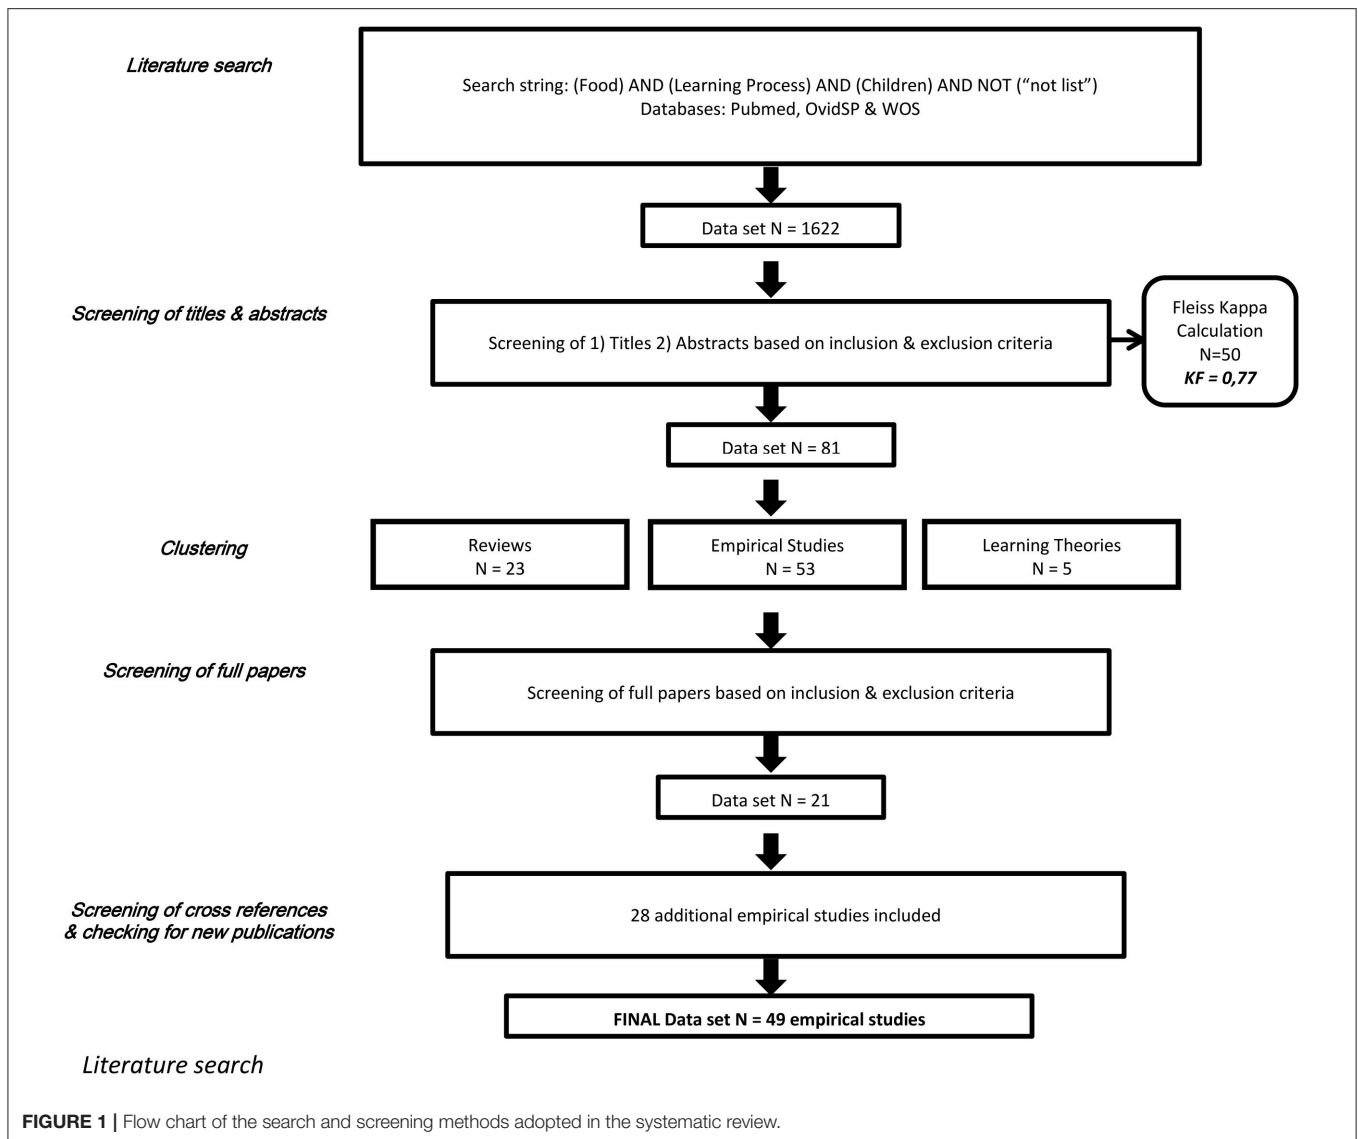 Literature search
Search string: (Food) AND (Learning Process) AND (Children) AND NOT (“not list”)
Databases: Pubmed, OvidSP & WOS
Data set N = 1622
Screening of titles & abstracts
Screening of 1) Titles 2) Abstracts based on inclusion & exclusion criteria
Fleiss Kappa
Calculation
N=50
KF = 0,77
Data set N = 81
Clustering
Reviews
N = 23
Empirical Studies
N = 53
Learning Theories
N = 5
Screening of full papers
Screening of full papers based on inclusion & exclusion criteria
Data set N = 21
Screening of cross references
& checking for new publications
28 additional empirical studies included
FINAL Data set N = 49 empirical studies
Literature search
FIGURE 1 | Flow chart of the search and screening methods adopted in the systematic review.